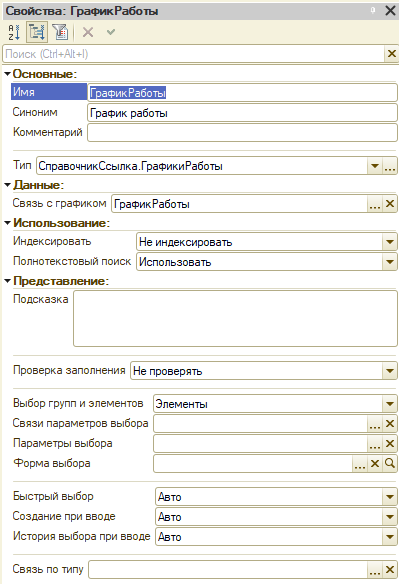 Свойства: ГрафикРаботы
Поиск (Ctrl+Alt+I)
Основные:
Имя ГрафикРаботы
Синоним График работы
Комментарий
Тип СправочникСсылка.ГрафикиРаботы
Данные:
Связь с графиком ГрафикРаботы
Использование:
Индексировать Не индексировать
Полнотекстовый поиск Использовать
Представление:
Подсказка
Проверка заполнения Не проверять
Выбор групп и элементов Элементы
Связи параметров выбора
Параметры выбора
Форма выбора
Быстрый выбор Авто
Создание при вводе Авто
История выбора при вводе Авто
Связь по типу